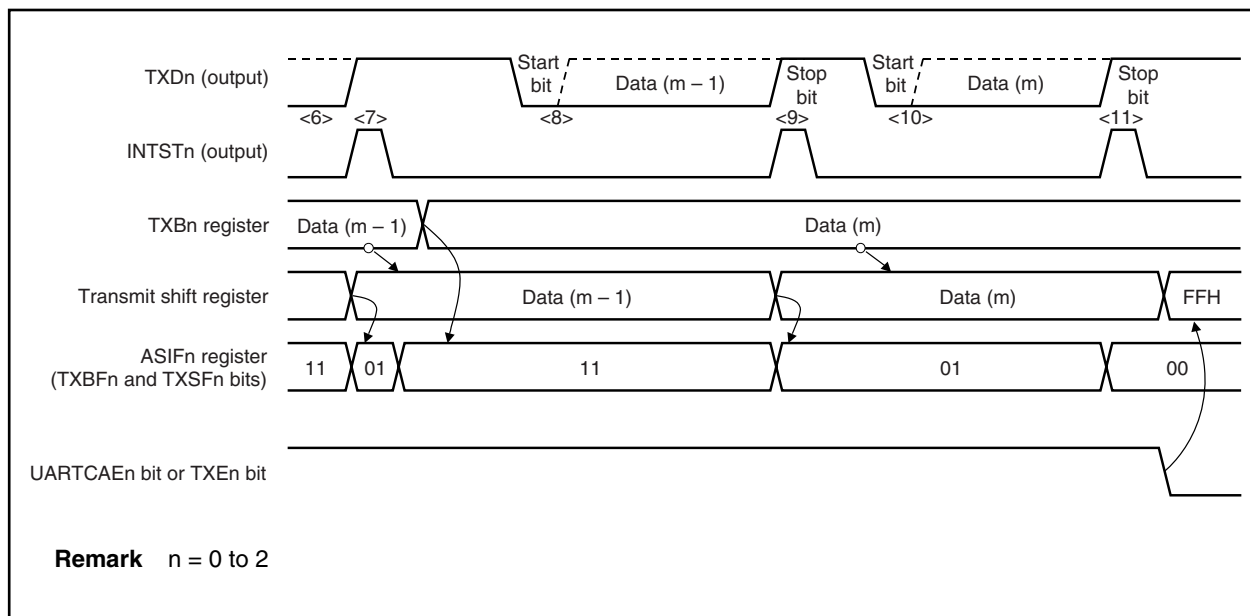 TXDn (output)
Start
bit
Data (m – 1)
Stop
bit
Start
bit
Data (m)
Stop
bit
<6>
<7>
<8>
<9>
<10>
<11>
INTSTn (output)
TXBn register
Data (m – 1)
Data (m)
Transmit shift register
Data (m – 1)
Data (m)
FFH
ASIFn register
(TXBFn and TXSFn bits)
11
01
11
01
00
UARTCAEn bit or TXEn bit
Remark n = 0 to 2